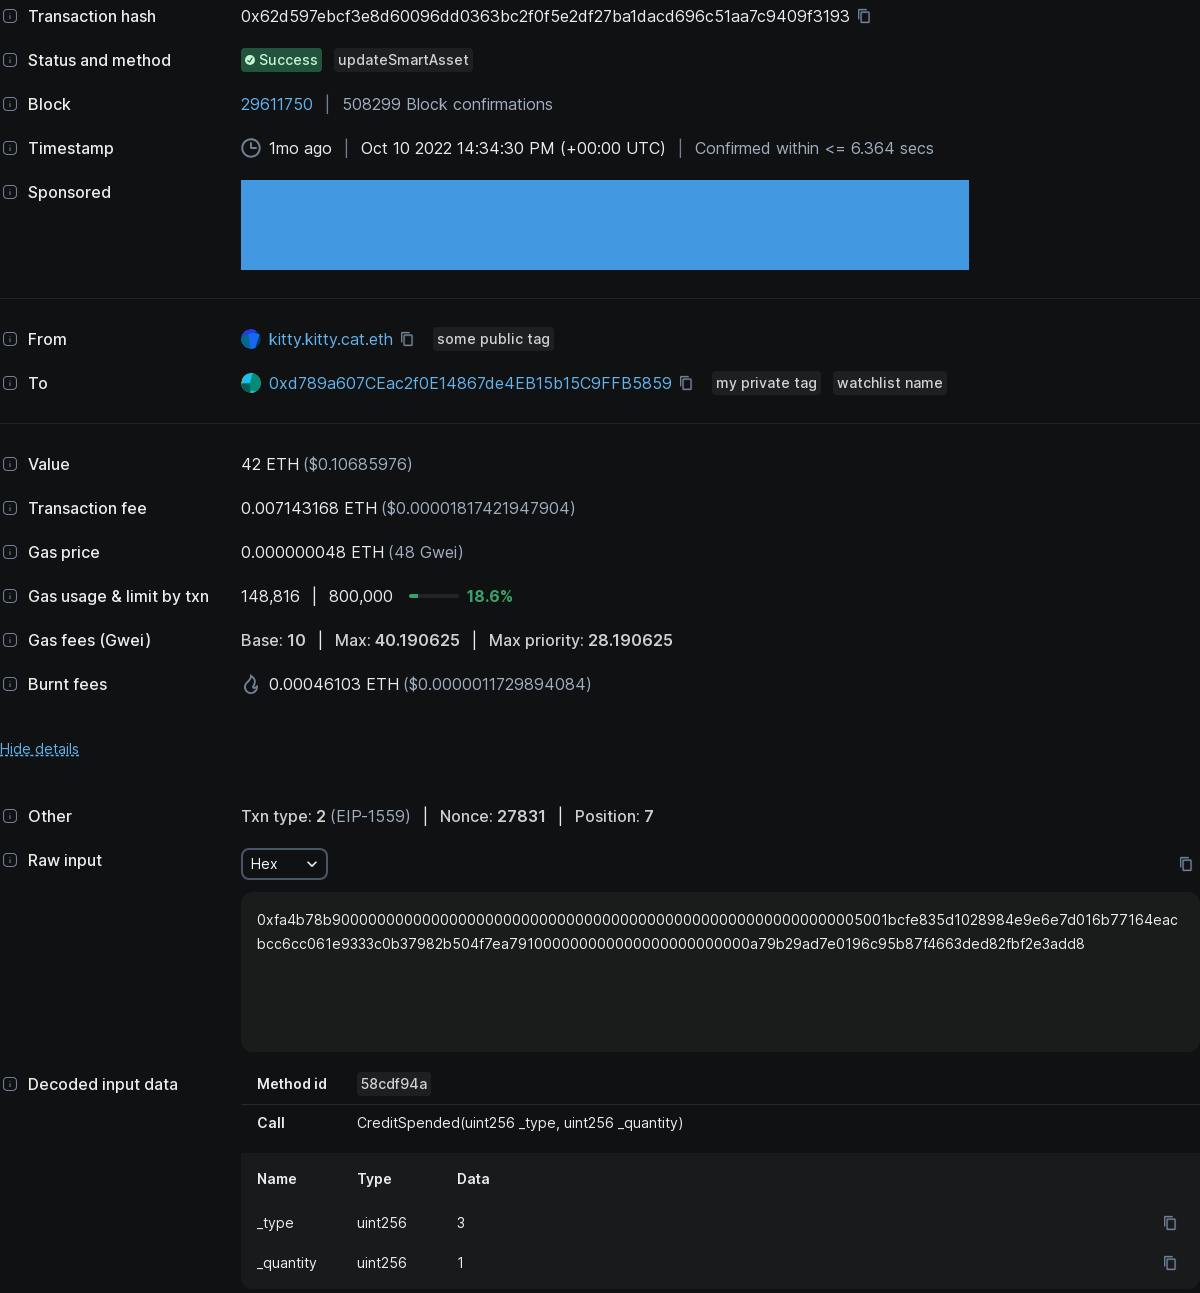 Transaction hash 0x62d597ebcf3e8d60096dd0363bc2f0f5e2df27ba1dacd696c51aa7c9409f3193
Status and method Success updateSmartAsset
Block 29611750 | 508299 Block confirmations
Timestamp 1mo ago | Oct 10 2022 14:34:30 PM (+00:00 UTC) | Confirmed within <= 6.364 secs
Sponsored
From kitty.kitty.cat.eth some public tag
To 0xd789a607CEac2f0E14867de4EB15b15C9FFB5859 my private tag watchlist name
Value 42 ETH ($0.10685976)
Transaction fee 0.007143168 ETH ($0.00001817421947904)
Gas price 0.000000048 ETH (48 Gwei)
Gas usage & limit by txn 148,816 | 800,000 18.6%
Gas fees (Gwei) Base: 10 | Max: 40.190625 | Max priority: 28.190625
Burnt fees 0.00046103 ETH ($0.0000011729894084)
Hide details
Other Txn type: 2 (EIP-1559) | Nonce: 27831 | Position: 7
Raw input Hex
0xfa4b78b90000000000000000000000000000000000000000000000000000000005001bcfe835d1028984e9e6e7d016b77164eac
bcc6cc061e9333c0b37982b504f7ea791000000000000000000000000a79b29ad7e0196c95b87f4663ded82fbf2e3add8
Decoded input data Method id 58cdf94a
Call CreditSpended(uint256 _type, uint256 _quantity)
Name Type Data
_type uint256 3
_quantity uint256 1